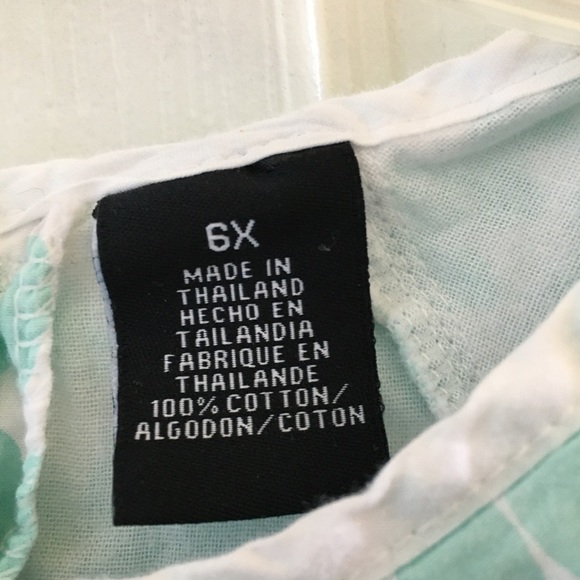 6X
MADE IN
THAILAND
HECHO EN
TAILANDIA
FABRIQUE EN
THAILANDE
100% COTTON/
ALGODON/COTON